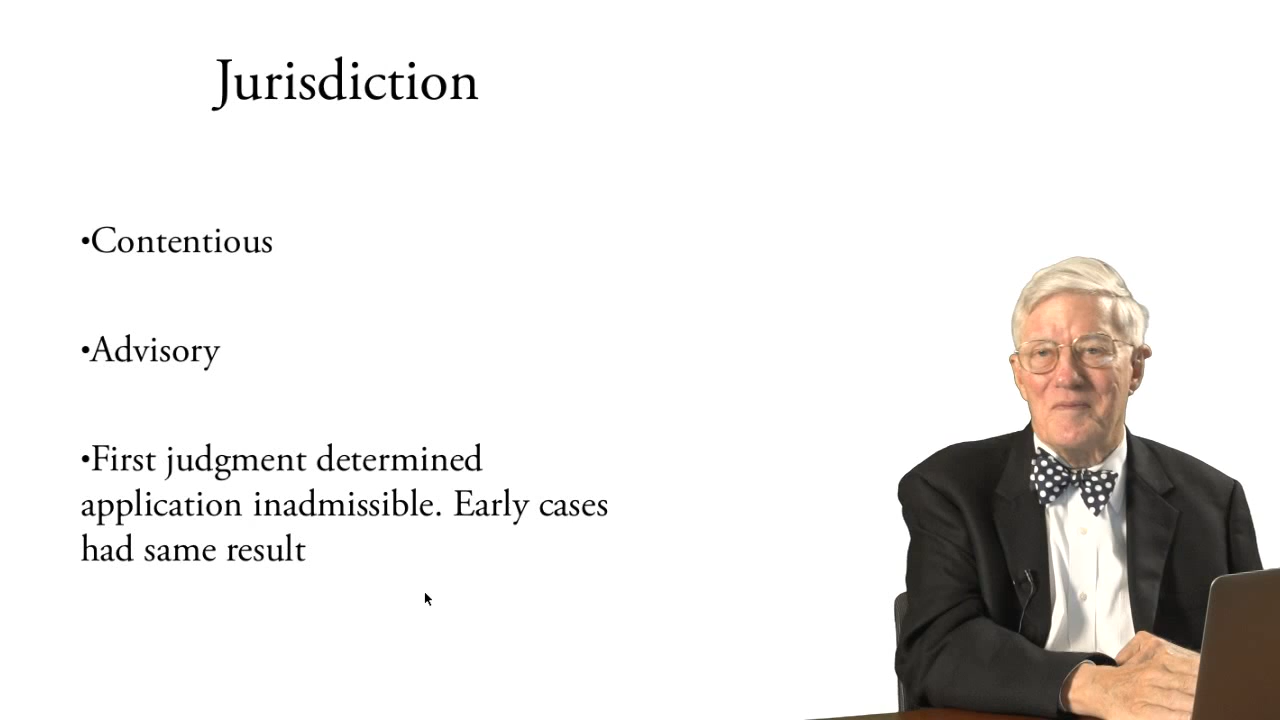 Jurisdiction
•Contentious
•Advisory
•First judgment determined
application inadmissible. Early cases
had same result